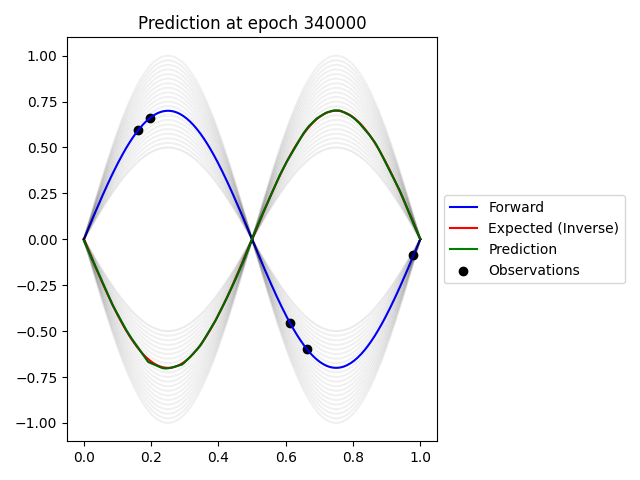 Prediction at epoch 340000
1.00
0.75
0.50
0.25
0.00
−0.25
−0.50
−0.75
−1.00
0.0 0.2 0.4 0.6 0.8 1.0
Forward
Expected (Inverse)
Prediction
Observations